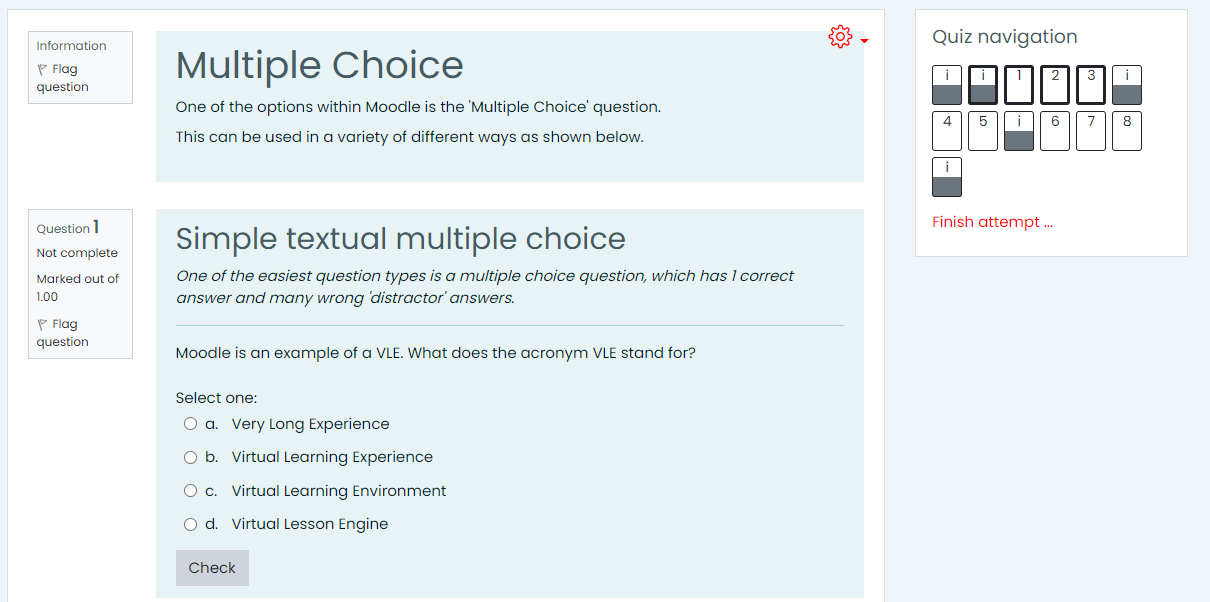 Information
Flag
question
Multiple Choice
One of the options within Moodle is the 'Multiple Choice' question.
This can be used in a variety of different ways as shown below.
Question 1
Not complete
Marked out of
1.00
Flag
question
Simple textual multiple choice
One of the easiest question types is a multiple choice question, which has 1 correct
answer and many wrong 'distractor' answers.
Moodle is an example of a VLE. What does the acronym VLE stand for?
Select one:
a. Very Long Experience
b. Virtual Learning Experience
c. Virtual Learning Environment
d. Virtual Lesson Engine
Check
Quiz navigation
i i 1 2 3 i
4 5 i 6 7 8
i
Finish attempt ...